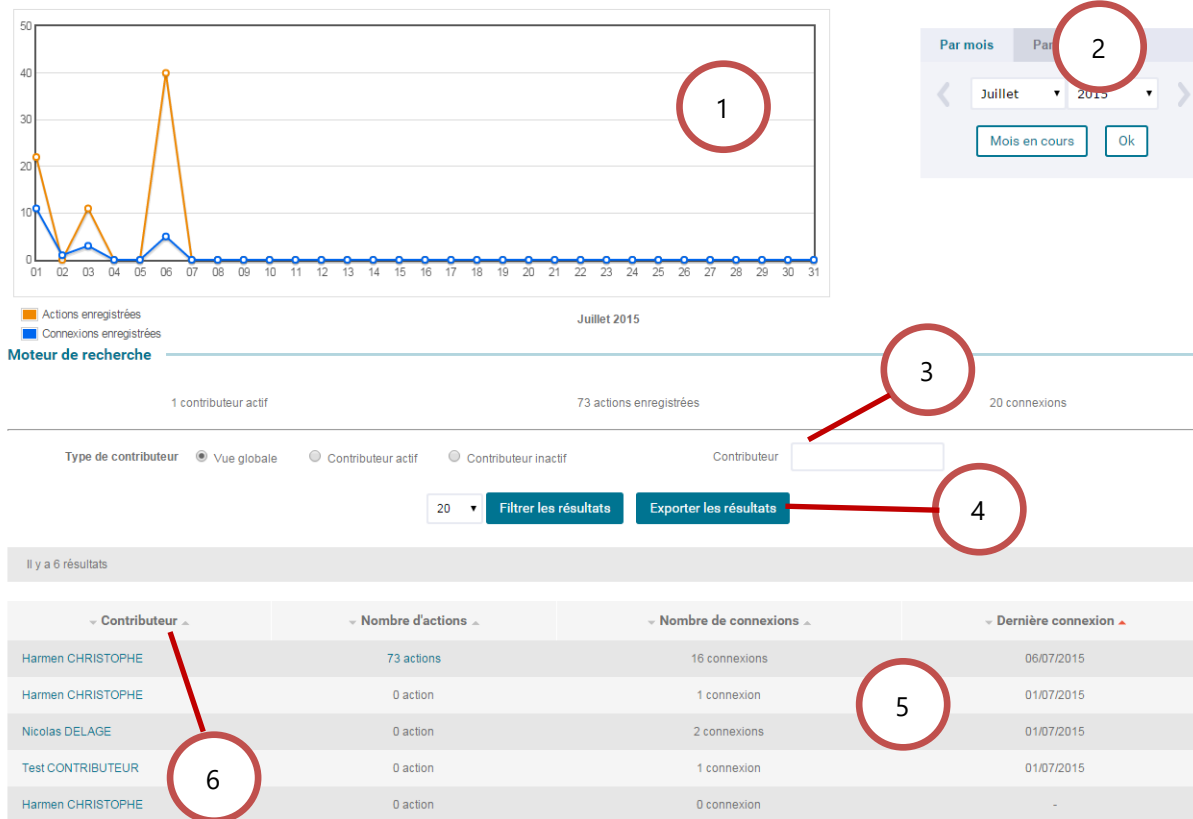 50
40
30
20
10
0
01 02 03 04 05 06 07 08 09 10 11 12 13 14 15 16 17 18 19 20 21 22 23 24 25 26 27 28 29 30 31
1
Par mois Par
2
Juillet 2015
Mois en cours Ok
Actions enregistrées
Connexions enregistrées
Juillet 2015
Moteur de recherche
3
1 contributeur actif 73 actions enregistrées 20 connexions
Type de contributeur Vue globale Contributeur actif Contributeur inactif Contributeur
20 Filtrer les résultats Exporter les résultats
4
Il y a 6 résultats
Contributeur Nombre d'actions Nombre de connexions Dernière connexion
Harmen CHRISTOPHE 73 actions 16 connexions 06/07/2015
Harmen CHRISTOPHE 0 action 1 connexion 01/07/2015
5
Nicolas DELAGE 0 action 2 connexions 01/07/2015
Test CONTRIBUTEUR 0 action 1 connexion 01/07/2015
6
Harmen CHRISTOPHE 0 action 0 connexion -